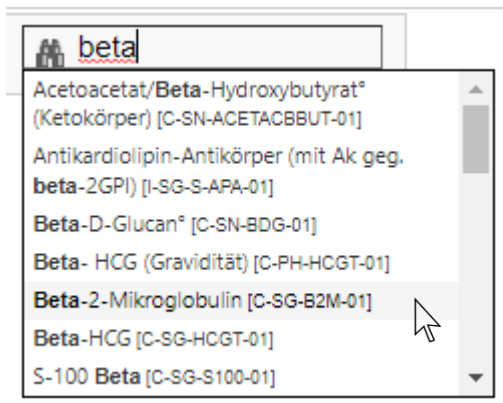 beta
Acetoacetat/Beta-Hydroxybutyrat°
(Ketokörper) [C-SN-ACETACBBUT-01]
Antikardiolipin-Antikörper (mit Ak geg.
beta-2GPI) [I-SG-S-APA-01]
Beta-D-Glucan° [C-SN-BDG-01]
Beta- HCG (Gravidität) [C-PH-HCGT-01]
Beta-2-Mikroglobulin [C-SG-B2M-01]
Beta-HCG [C-SG-HCGT-01]
S-100 Beta [C-SG-S100-01]